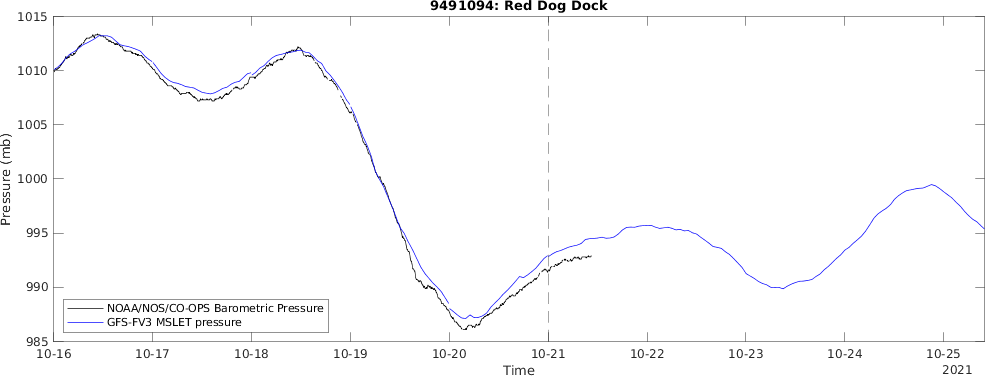 9491094: Red Dog Dock
1015
1010
1005
1000
995
990
985
Pressure (mb)
NOAA/NOS/CO-OPS Barometric Pressure
GFS-FV3 MSLET pressure
10-16 10-17 10-18 10-19 10-20 10-21 10-22 10-23 10-24 10-25
Time
2021